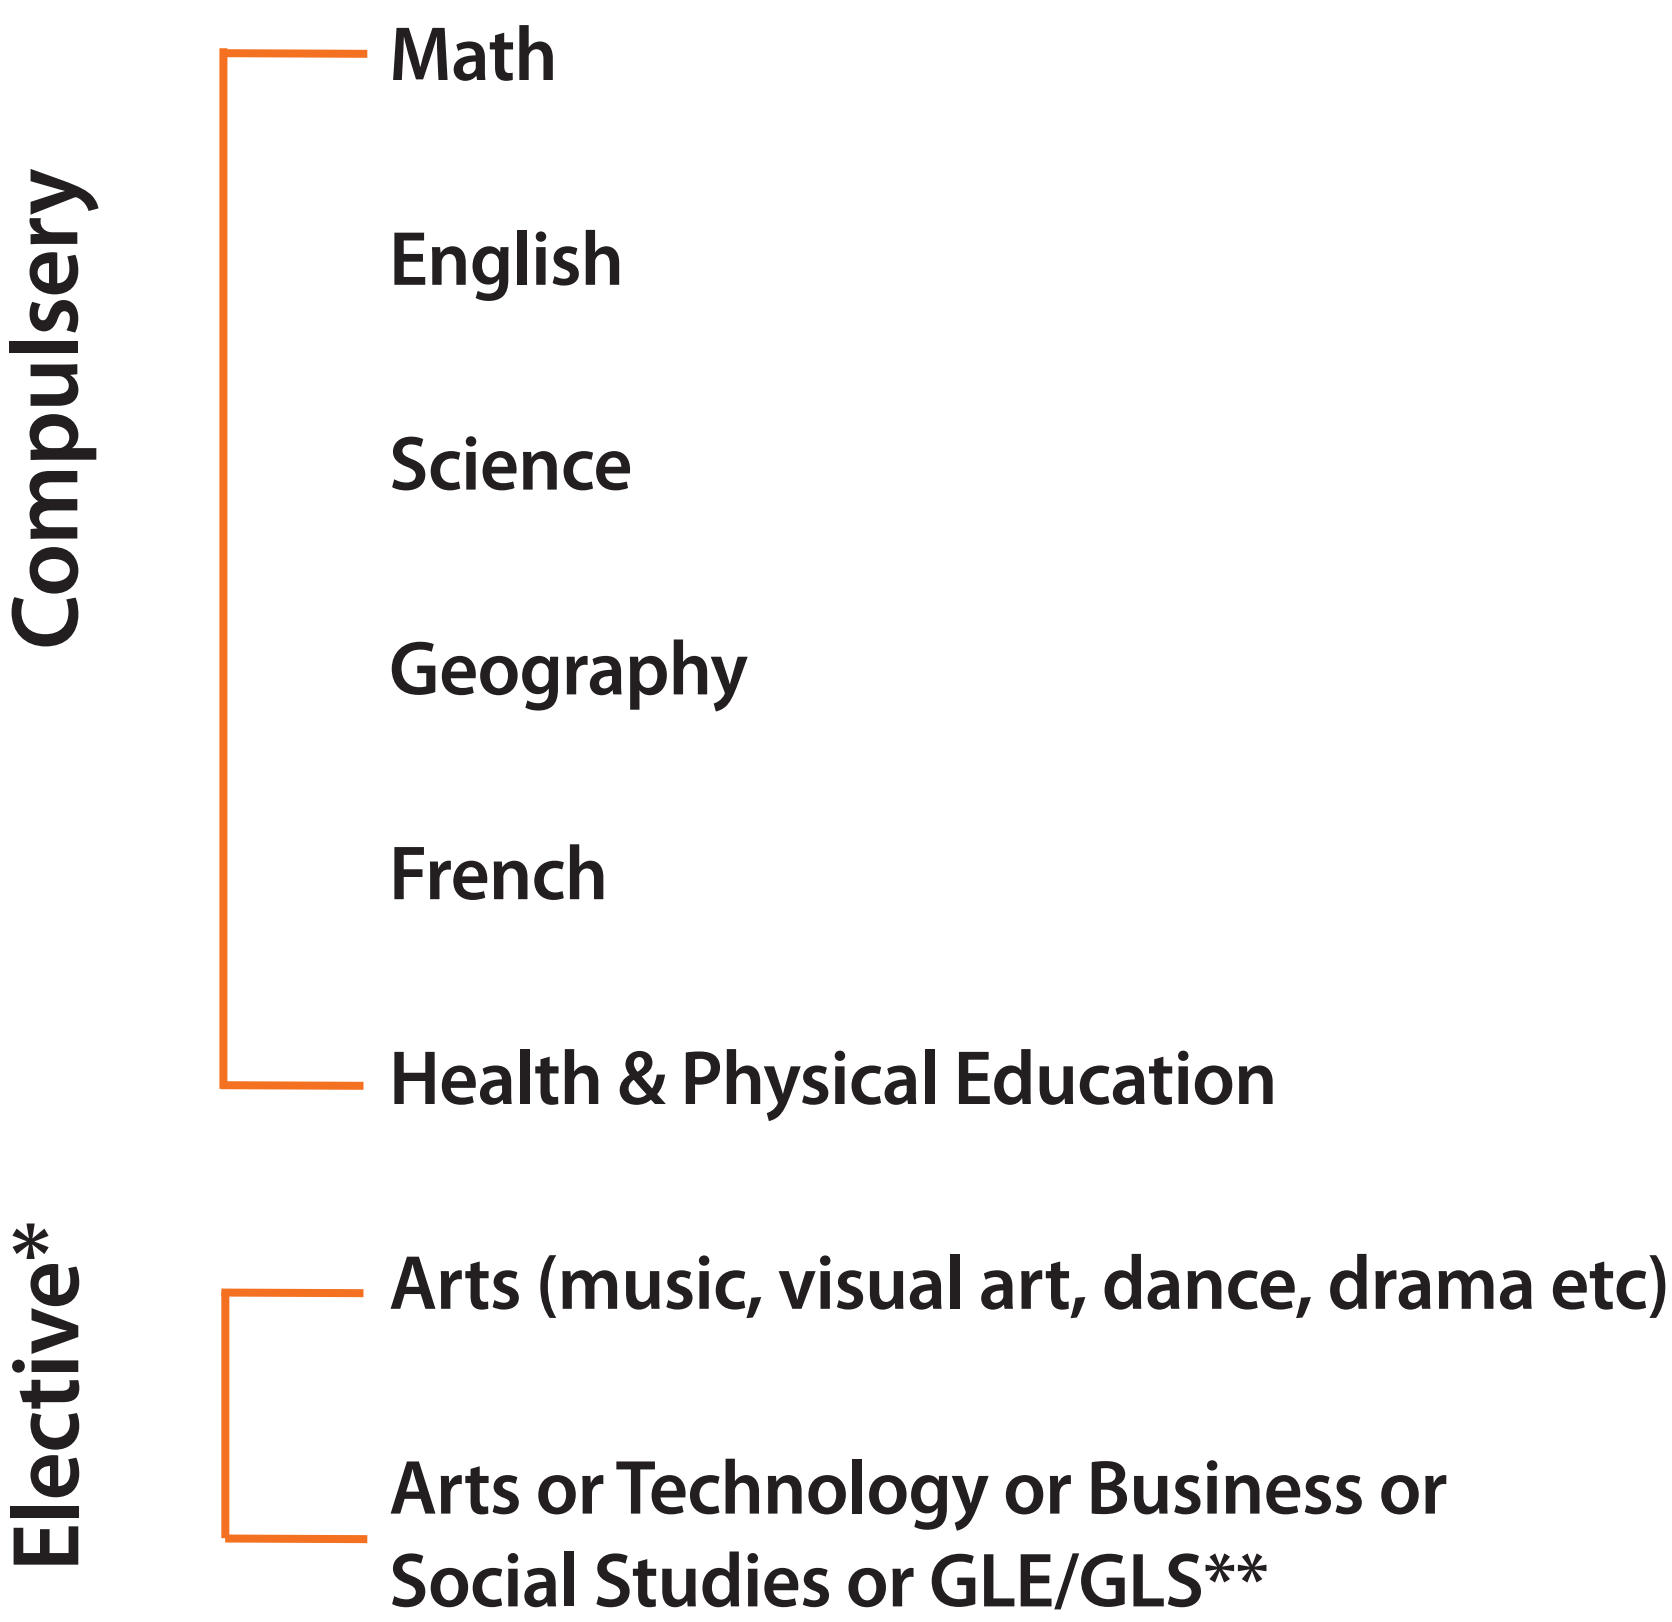 Compulsery
Math
English
Science
Geography
French
Health & Physical Education
Elective*
Arts (music, visual art, dance, drama etc)
Arts or Technology or Business or
Social Studies or GLE/GLS**